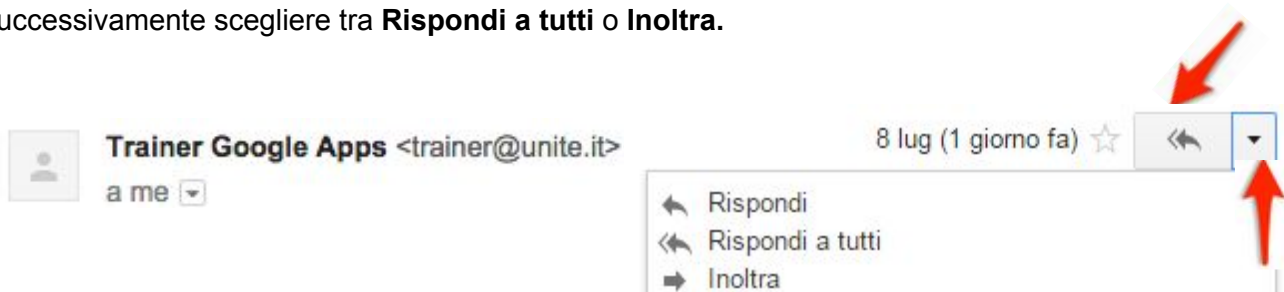 uccessivamente scegliere tra Rispondi a tutti o Inoltra.
Trainer Google Apps <trainer@unite.it>
8 lug (1 giorno fa)
a me
Rispondi
Rispondi a tutti
Inoltra